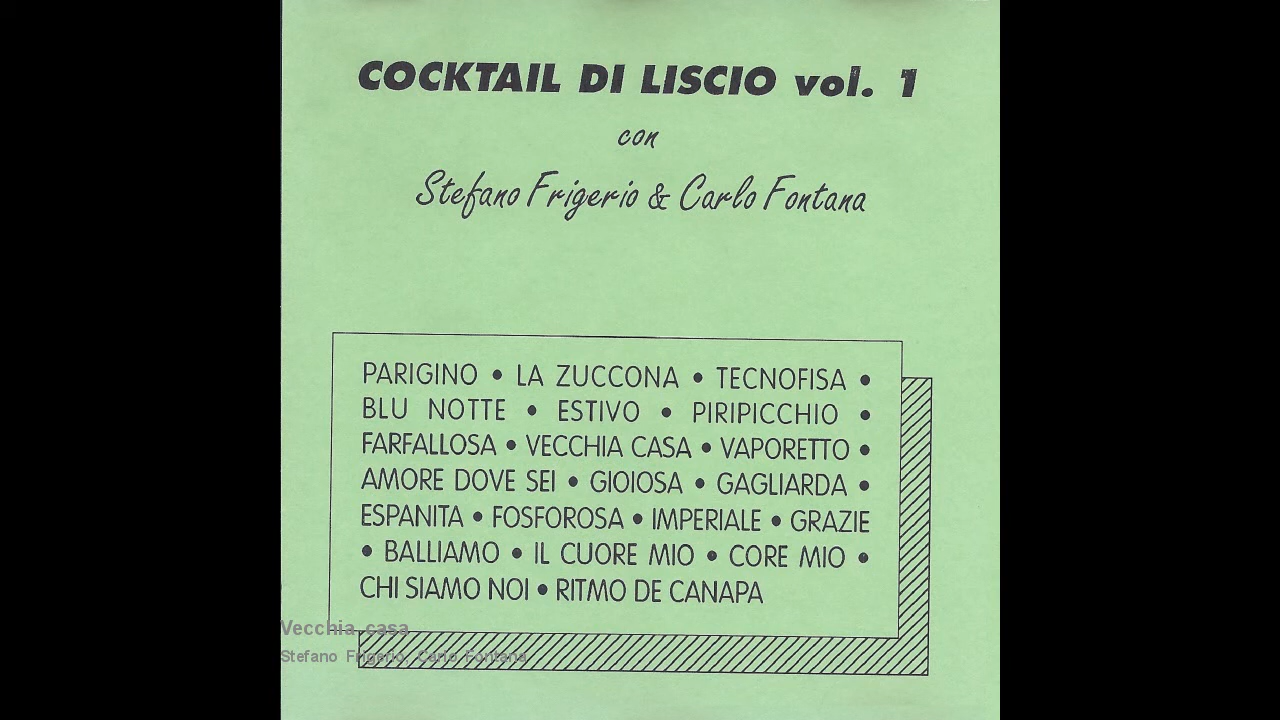 COCKTAIL DI LISCIO vol. 1
con
Stefano Frigerio & Carlo Fontana
PARIGINO • LA ZUCCONA • TECNOFISA •
BLU NOTTE • ESTIVO • PIRIPICCHIO •
FARFALLOSA • VECCHIA CASA • VAPORETTO •
AMORE DOVE SEI • GIOIOSA • GAGLIARDA •
ESPANITA • FOSFOROSA • IMPERIALE • GRAZIE
• BALLIAMO • IL CUORE MIO • CORE MIO •
CHI SIAMO NOI • RITMO DE CANAPA
Vecchia casa
Stefano Frigerio, Carlo Fontana